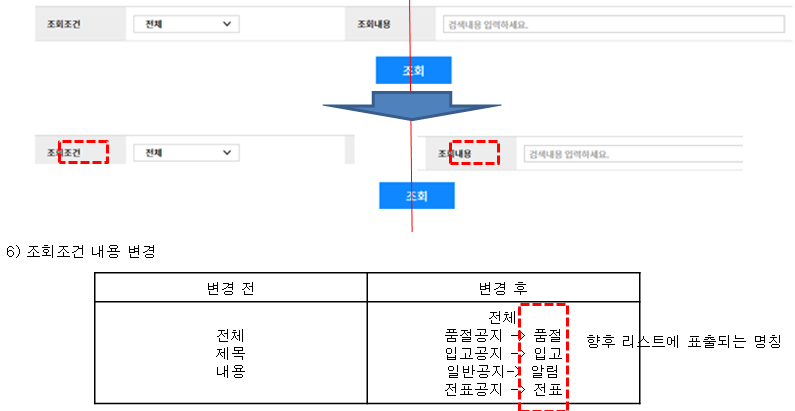 조회조건 전체 조회내용 검색내용 입력하세요.
조회
조회조건 전체 조회내용 검색내용 입력하세요.
조회
6) 조회조건 내용 변경
변경 전 변경 후
전체
제목
내용
전체
품절공지 -> 품절
입고공지 -> 입고
일반공지-> 알림
전표공지 -> 전표
향후 리스트에 표출되는 명칭